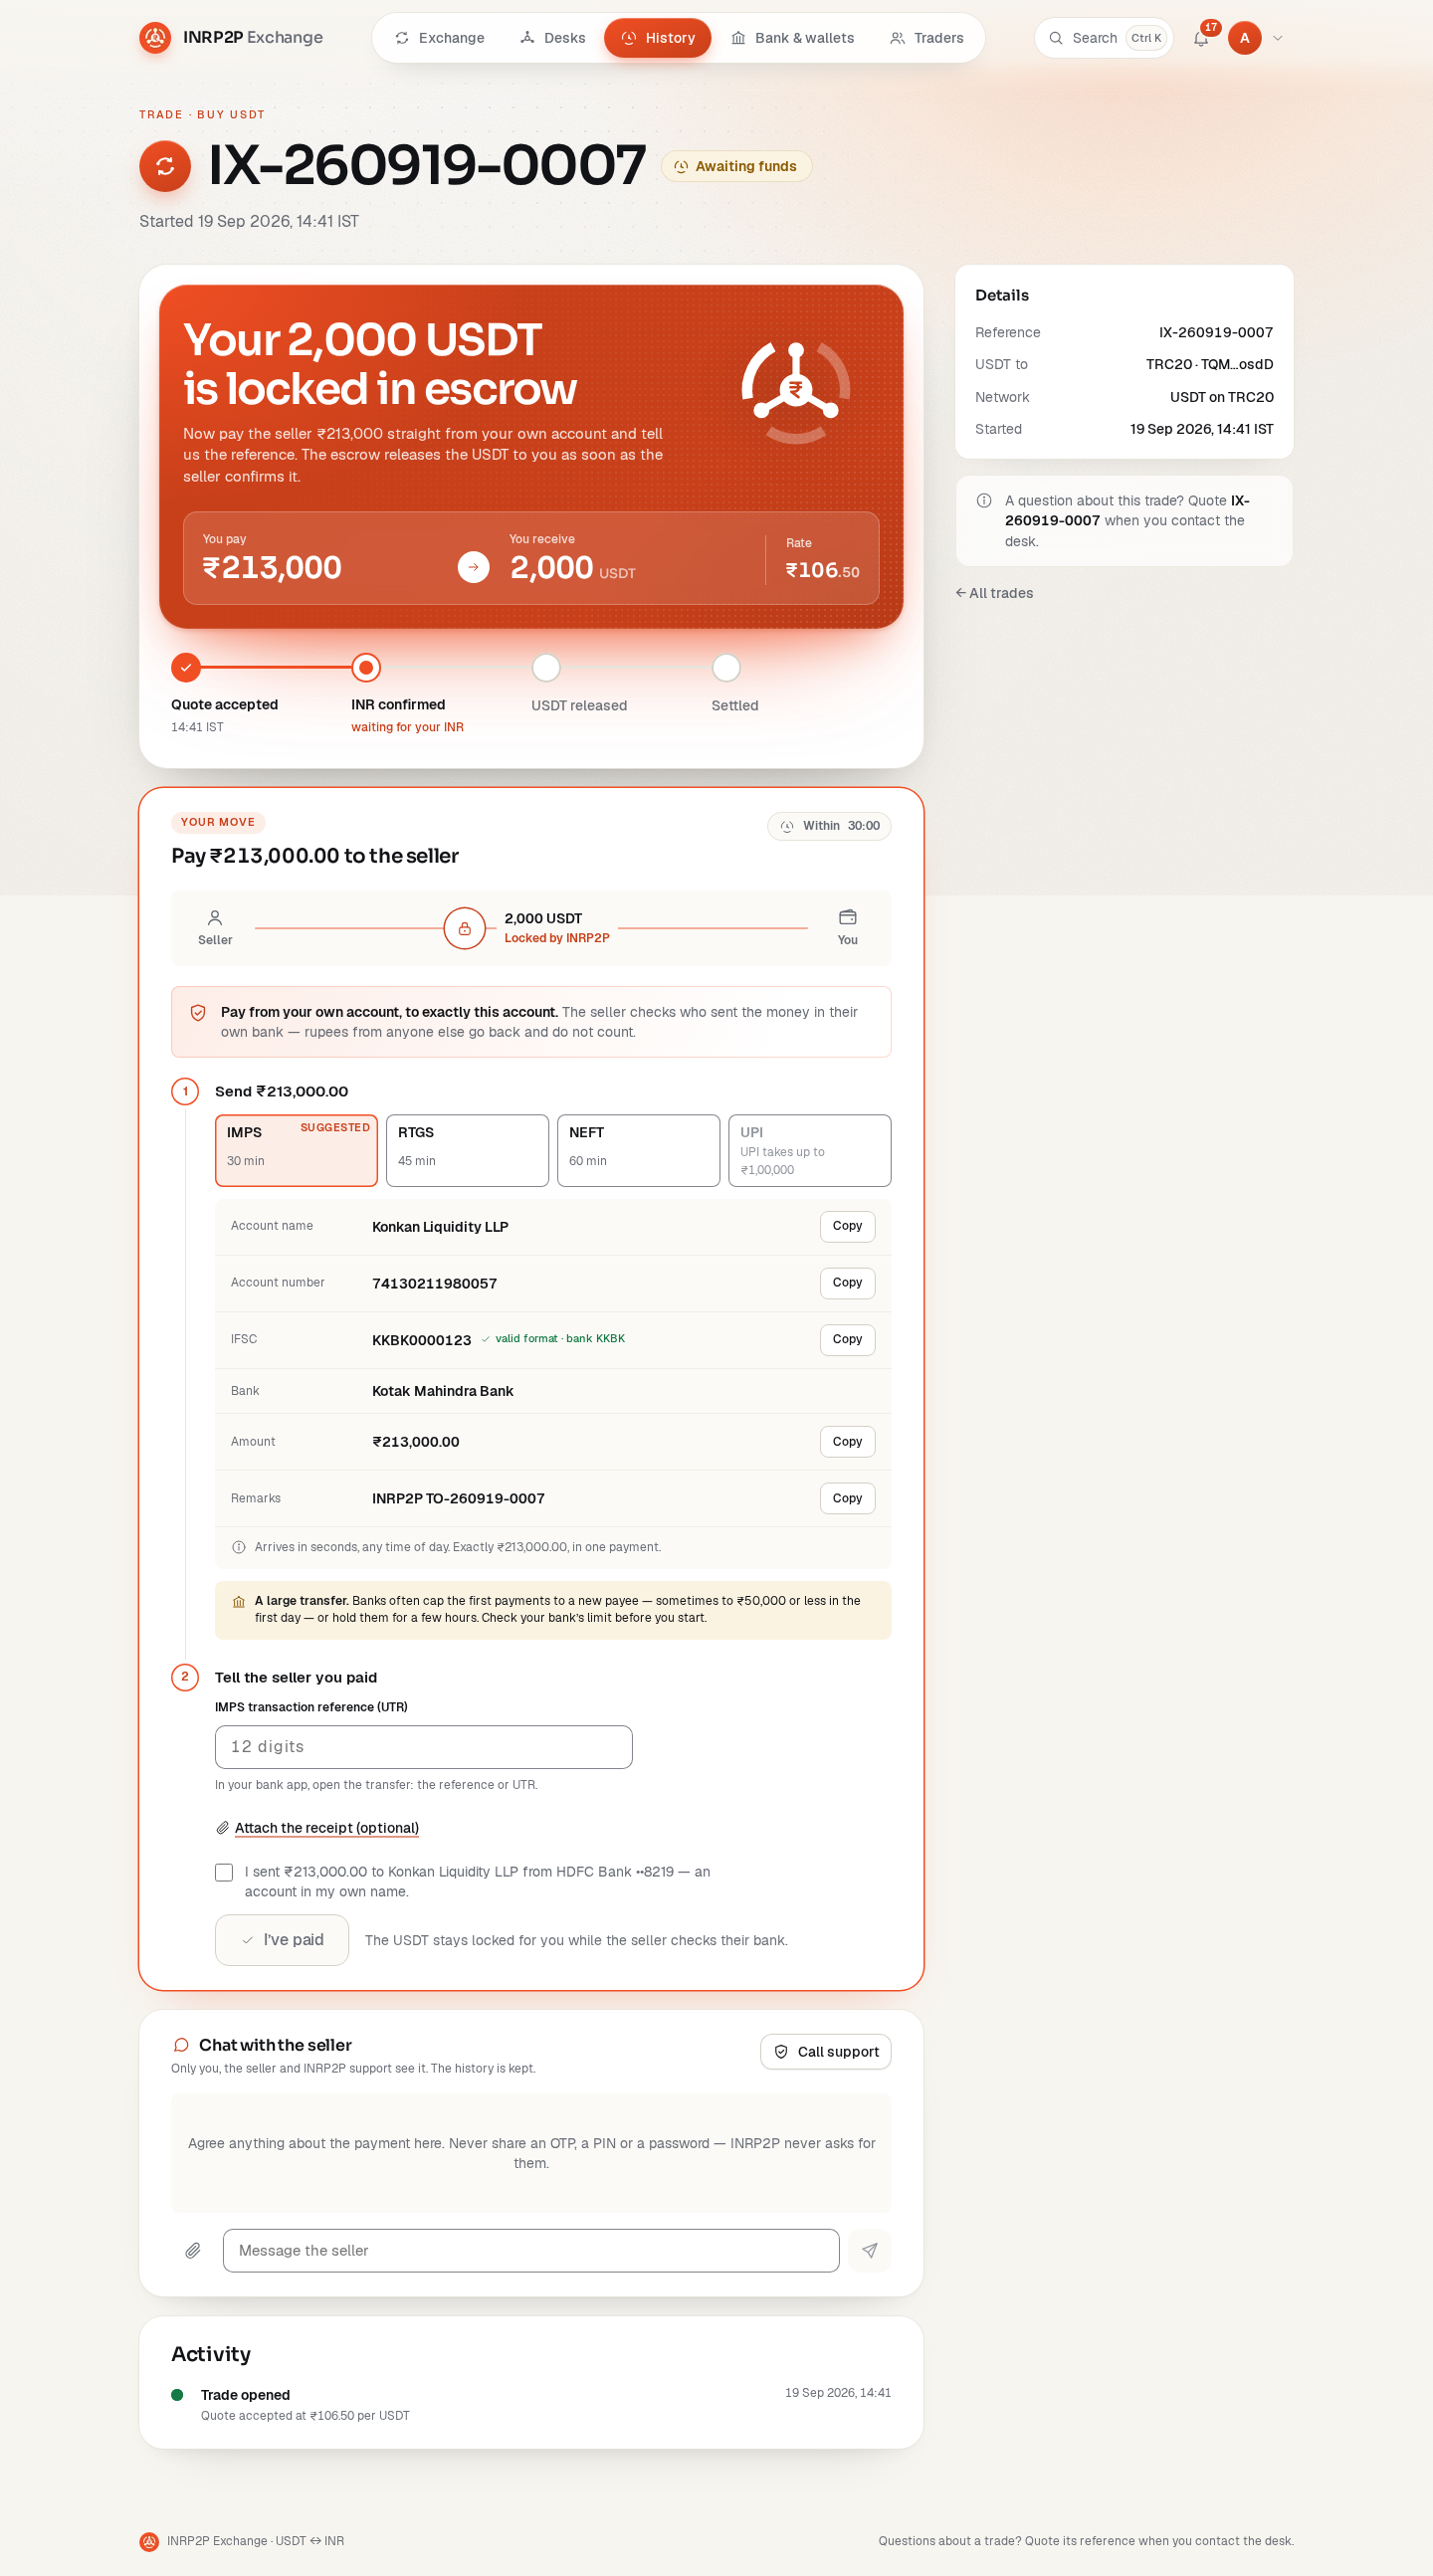 INRP2P Exchange
Exchange
Desks
History
Bank & wallets
Traders
Search
Ctrl K
17
A
TRADE · BUY USDT
IX-260919-0007
Awaiting funds
Started 19 Sep 2026, 14:41 IST
Your 2,000 USDT
is locked in escrow
Now pay the seller ₹213,000 straight from your own account and tell
us the reference. The escrow releases the USDT to you as soon as the
seller confirms it.
₹
You pay
₹213,000
You receive
2,000 USDT
Rate
₹106.50
Quote accepted
14:41 IST
INR confirmed
waiting for your INR
USDT released
Settled
Details
Reference IX-260919-0007
USDT to TRC20 · TQM…osdD
Network USDT on TRC20
Started 19 Sep 2026, 14:41 IST
A question about this trade? Quote IX-
260919-0007 when you contact the
desk.
← All trades
YOUR MOVE
Within 30:00
Pay ₹213,000.00 to the seller
Seller
2,000 USDT
Locked by INRP2P
You
Pay from your own account, to exactly this account. The seller checks who sent the money in their
own bank — rupees from anyone else go back and do not count.
1
Send ₹213,000.00
IMPS
SUGGESTED
30 min
RTGS
45 min
NEFT
60 min
UPI
UPI takes up to
₹1,00,000
Account name Konkan Liquidity LLP Copy
Account number 74130211980057 Copy
IFSC KKBK0000123 valid format · bank KKBK Copy
Bank Kotak Mahindra Bank
Amount ₹213,000.00 Copy
Remarks INRP2P TO-260919-0007 Copy
Arrives in seconds, any time of day. Exactly ₹213,000.00, in one payment.
A large transfer. Banks often cap the first payments to a new payee — sometimes to ₹50,000 or less in the
first day — or hold them for a few hours. Check your bank's limit before you start.
2
Tell the seller you paid
IMPS transaction reference (UTR)
12 digits
In your bank app, open the transfer: the reference or UTR.
Attach the receipt (optional)
I sent ₹213,000.00 to Konkan Liquidity LLP from HDFC Bank ••8219 — an
account in my own name.
I've paid
The USDT stays locked for you while the seller checks their bank.
Chat with the seller
Only you, the seller and INRP2P support see it. The history is kept.
Call support
Agree anything about the payment here. Never share an OTP, a PIN or a password — INRP2P never asks for
them.
Message the seller
Activity
Trade opened
19 Sep 2026, 14:41
Quote accepted at ₹106.50 per USDT
INRP2P Exchange · USDT ↔ INR
Questions about a trade? Quote its reference when you contact the desk.